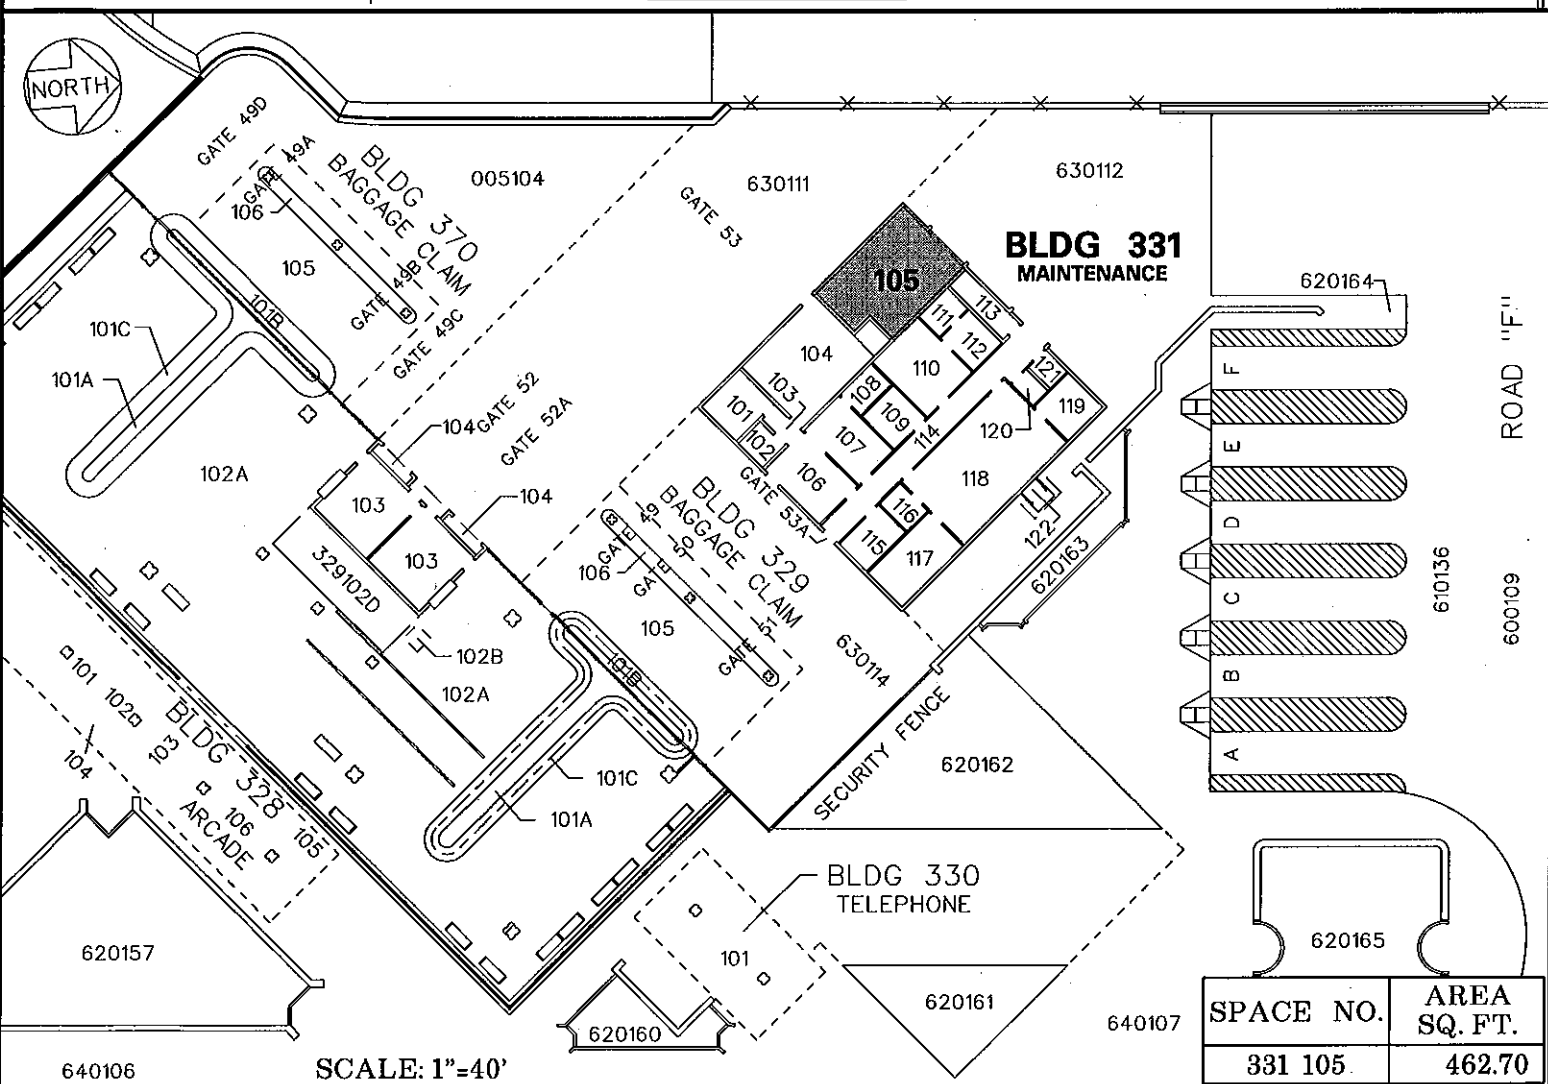 NORTH
GATE 49D
GATE 49A
106
BLDG 370
BAGGAGE CLAIM
105
GATE 49B
GATE 49C
005104
GATE 53
630111
630112
BLDG 331
MAINTENANCE
105
113
111
112
110
104
103
101
102
108
109
107
106
114
121
119
120
118
116
115
117
122
620164
F
E
D
C
B
A
ROAD "F"
610136
600109
101B
101C
101A
102A
104
GATE 52
GATE 52A
104
103
103
329102D
102B
102A
GATE 53A
BLDG 329
BAGGAGE CLAIM
GATE 49
GATE 50
106
105
GATE 51
101B
101C
101A
630114
620163
SECURITY FENCE
620162
101
102
103
104
BLDG 328
ARCADE
106
105
BLDG 330
TELEPHONE
101
620157
620160
620161
620165
640106
640107
SCALE: 1"=40'
SPACE NO. AREA SQ. FT.
331 105 462.70